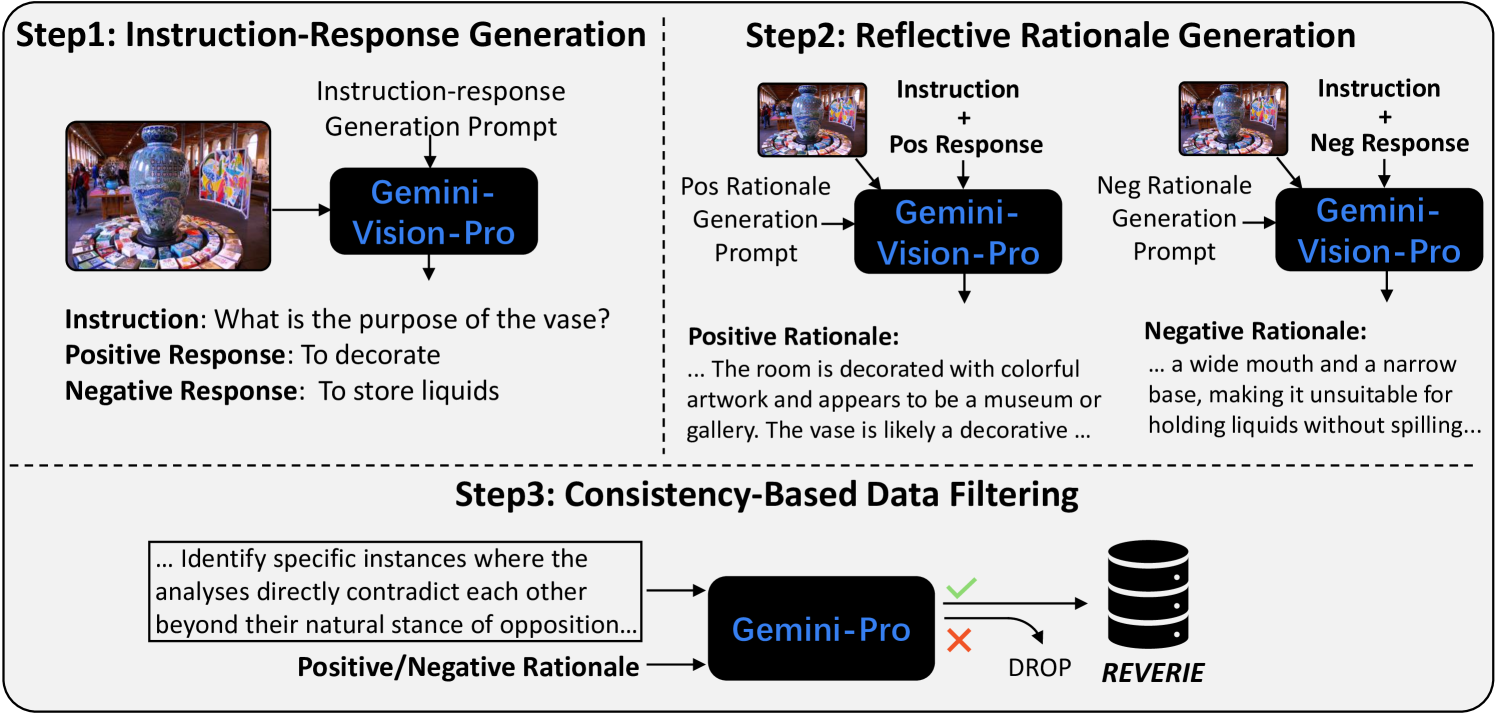 Step1: Instruction-Response Generation
Instruction-response
Generation Prompt
Gemini-
Vision-Pro
Instruction: What is the purpose of the vase?
Positive Response: To decorate
Negative Response: To store liquids
Step2: Reflective Rationale Generation
Instruction
+
Pos Response
Pos Rationale
Generation
Prompt
Gemini-
Vision-Pro
Positive Rationale:
... The room is decorated with colorful
artwork and appears to be a museum or
gallery. The vase is likely a decorative ...
Instruction
+
Neg Response
Neg Rationale
Generation
Prompt
Gemini-
Vision-Pro
Negative Rationale:
... a wide mouth and a narrow
base, making it unsuitable for
holding liquids without spilling...
Step3: Consistency-Based Data Filtering
... Identify specific instances where the
analyses directly contradict each other
beyond their natural stance of opposition...
Positive/Negative Rationale
Gemini-Pro
DROP
REVERIE